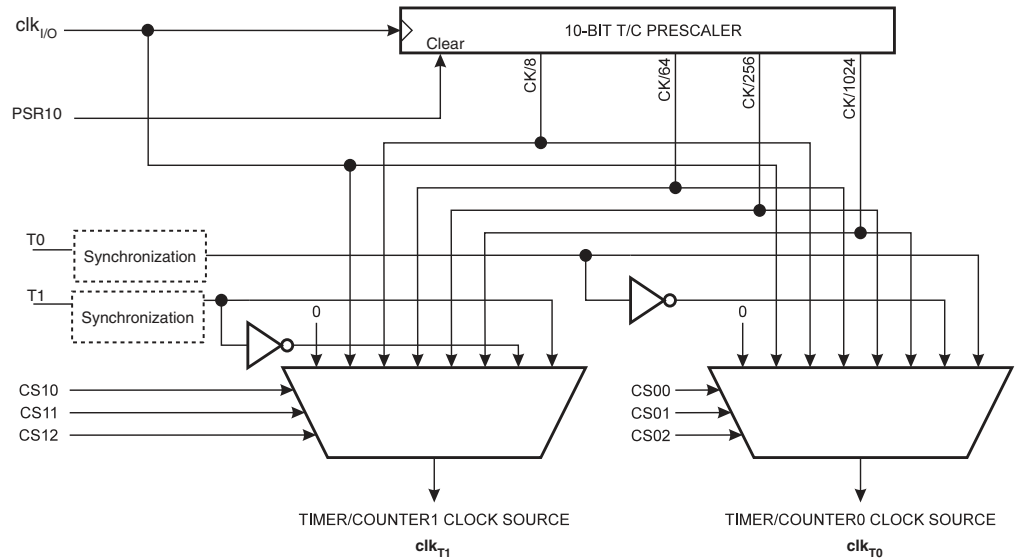 clkI/O
10-BIT T/C PRESCALER
Clear
PSR10
CK/8
CK/64
CK/256
CK/1024
T0
Synchronization
T1
Synchronization
0
0
CS10
CS11
CS12
CS00
CS01
CS02
TIMER/COUNTER1 CLOCK SOURCE
clkT1
TIMER/COUNTER0 CLOCK SOURCE
clkT0